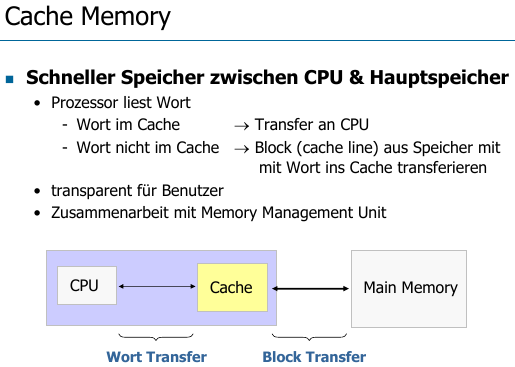 Cache Memory
■ Schneller Speicher zwischen CPU & Hauptspeicher
• Prozessor liest Wort
- Wort im Cache → Transfer an CPU
- Wort nicht im Cache → Block (cache line) aus Speicher mit
mit Wort ins Cache transferieren
• transparent für Benutzer
• Zusammenarbeit mit Memory Management Unit
CPU Cache Main Memory
Wort Transfer Block Transfer